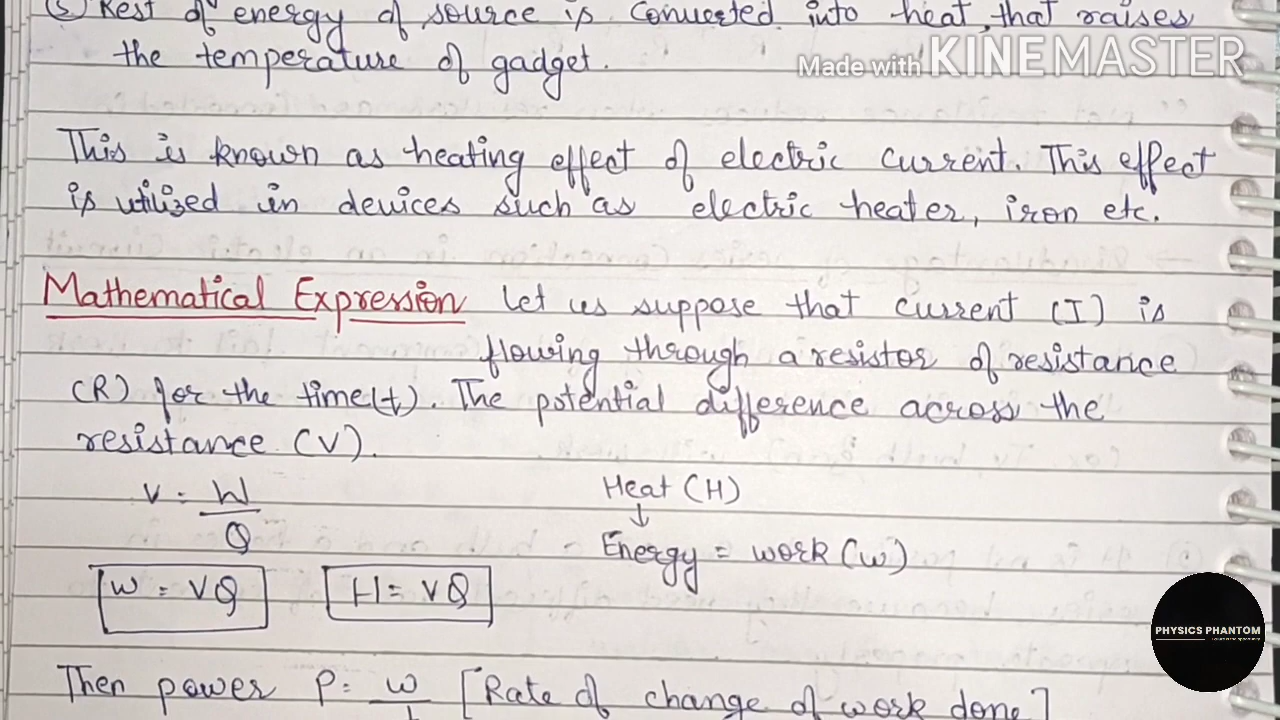 ⑤ Rest of energy of source is converted into heat, that raises
the temperature of gadget.
Made with KINEMASTER
This is known as heating effect of electric current. This effect
is utilized in devices such as electric heater, iron etc.
Mathematical Expression Let us suppose that current (I) is
flowing through a resistor of resistance
(R) for the time(t). The potential difference across the
resistance (V).
V = W/Q
Heat (H)
↓
Energy = work (w)
W = VQ H = VQ
PHYSICS PHANTOM
Then power P = w/t [Rate of change of work done]